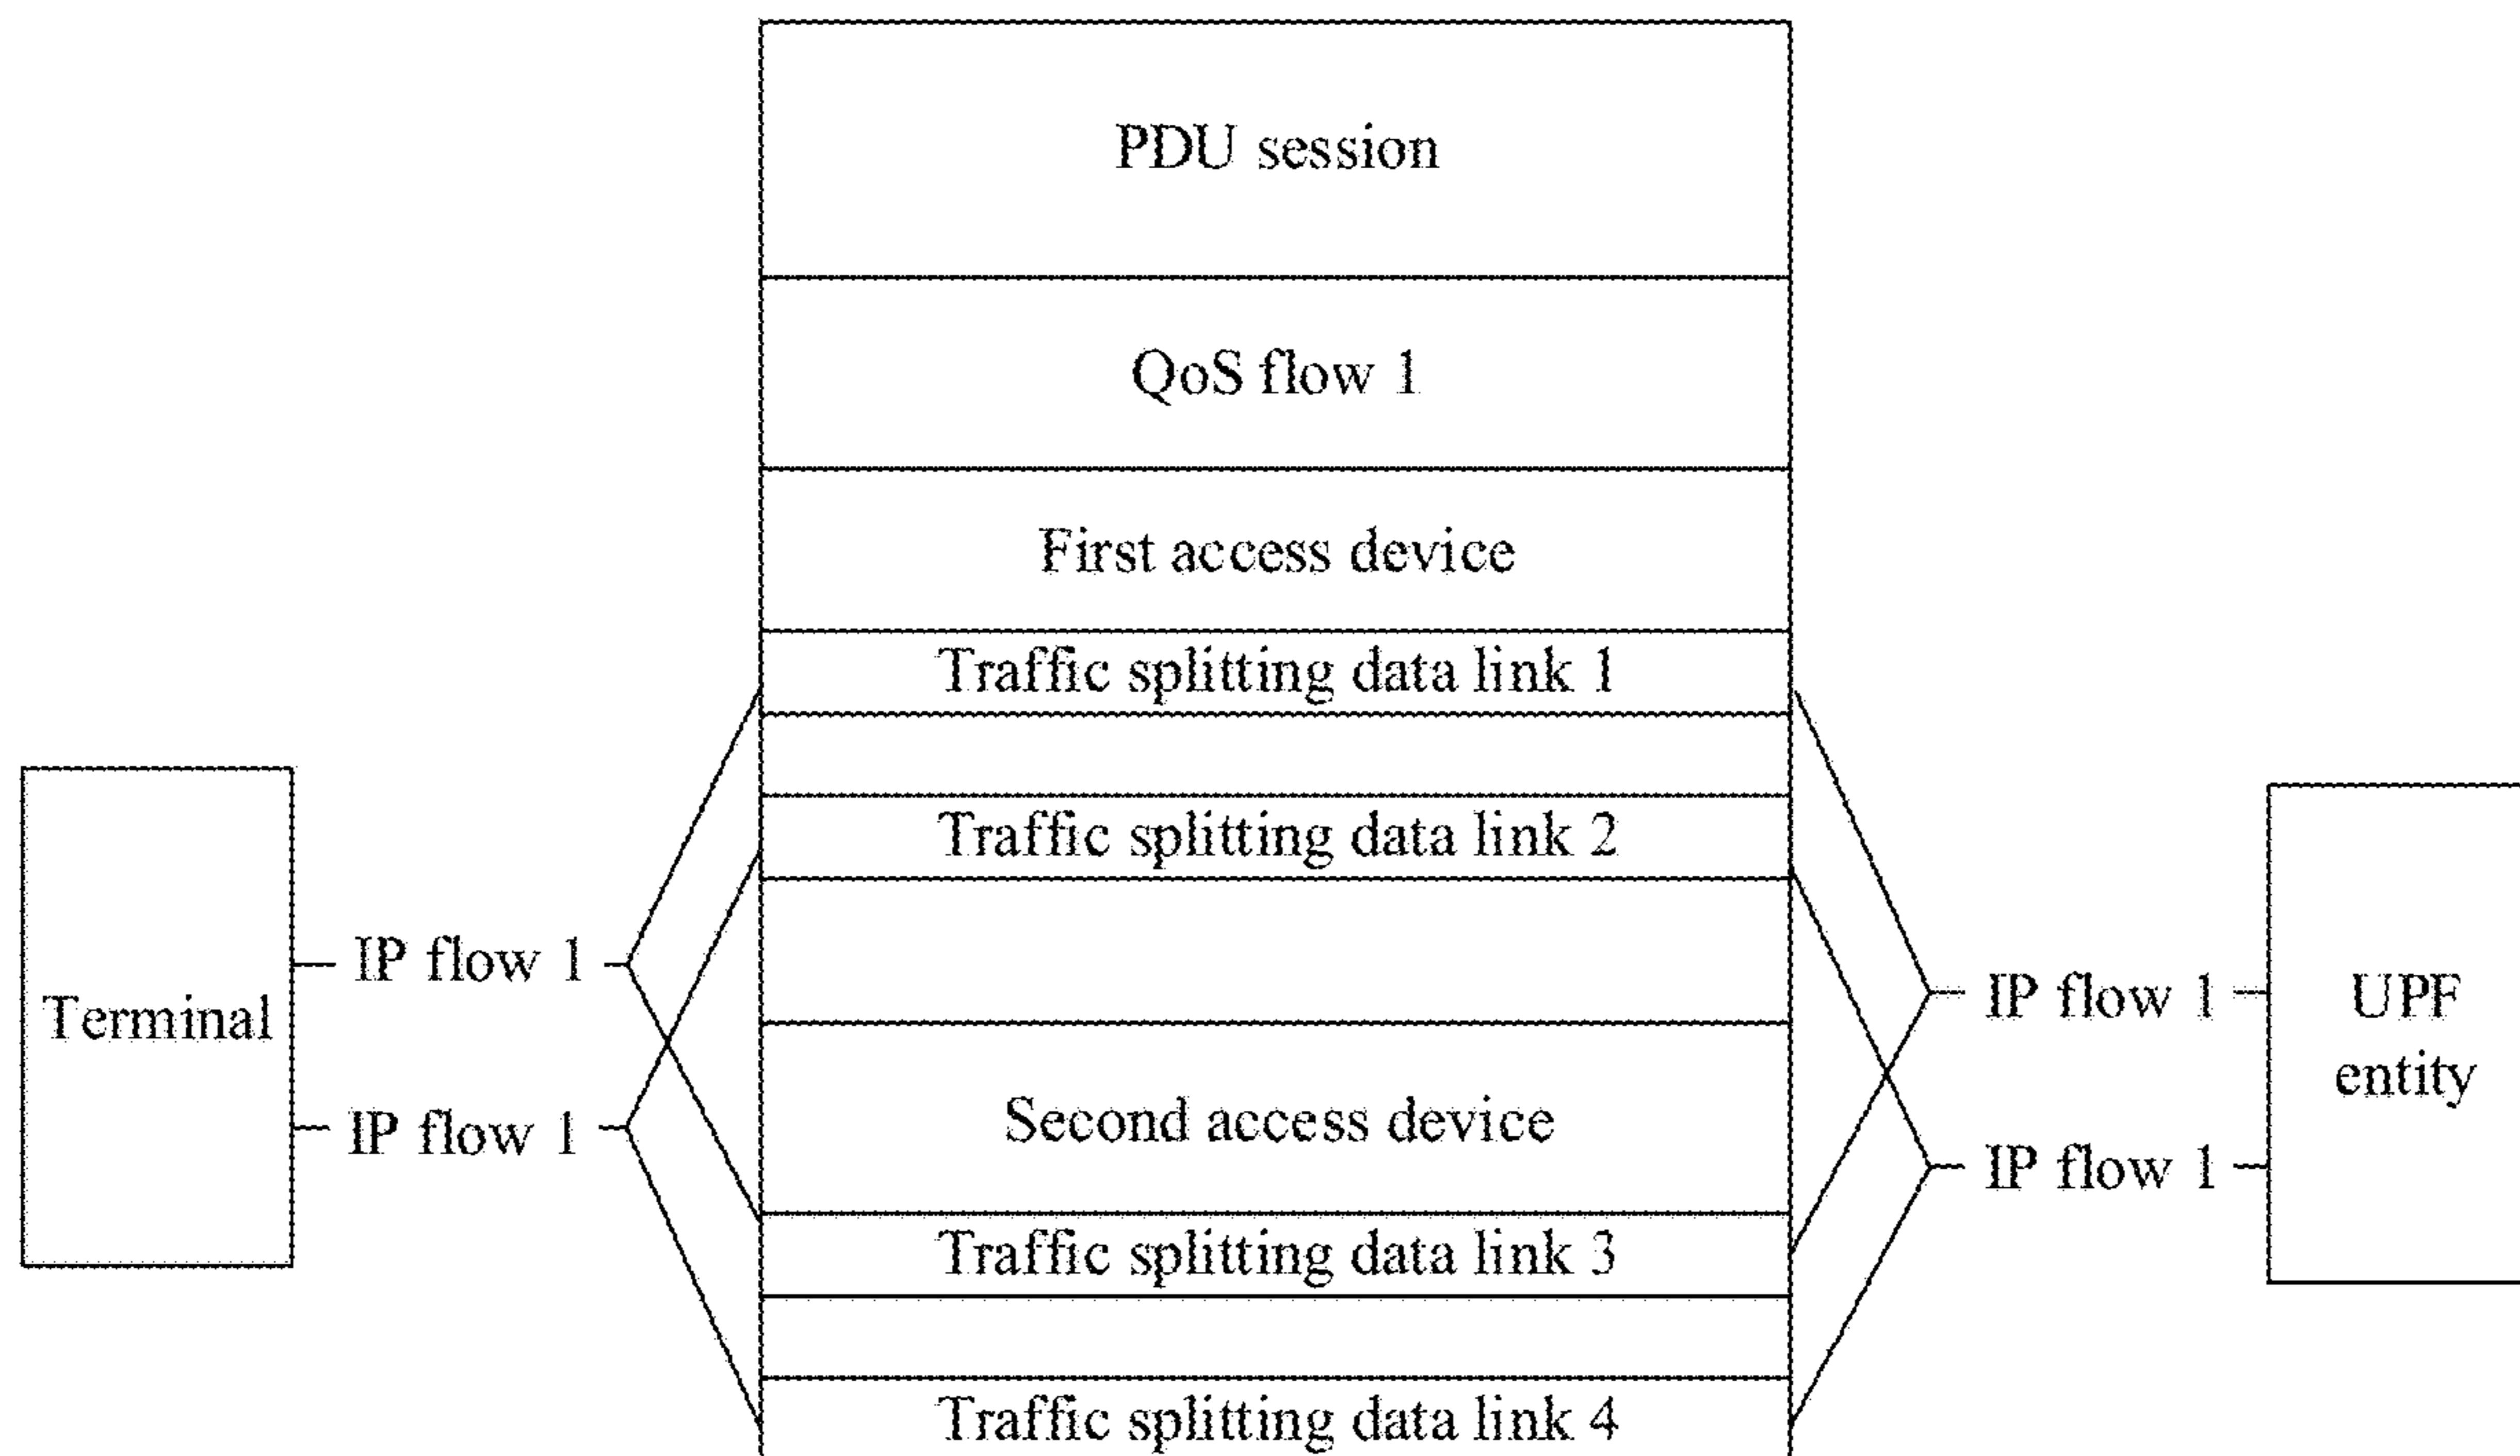 PDU session
QoS flow 1
First access device
Traffic splitting data link 1
Traffic splitting data link 2
IP flow 1
Terminal
IP flow 1
Second access device
Traffic splitting data link 3
Traffic splitting data link 4
IP flow 1
IP flow 1
UPF
entity